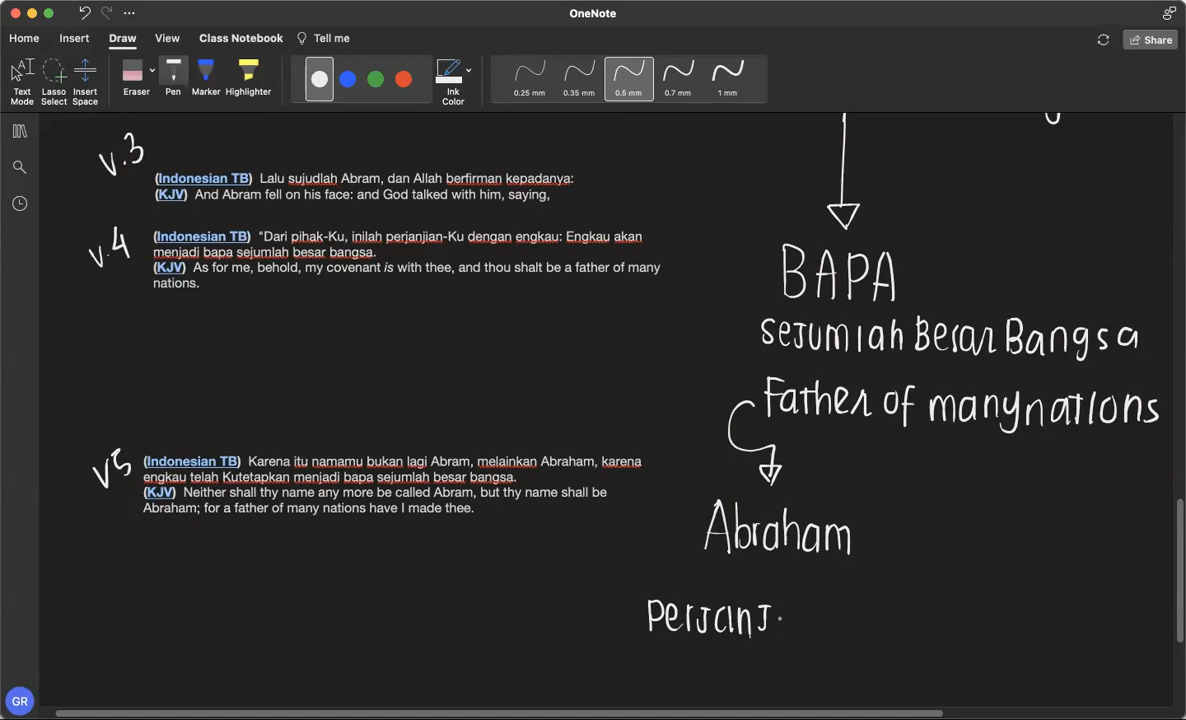 OneNote
Home Insert Draw View Class Notebook Tell me
Share
Text Mode
Lasso Select
Insert Space
Eraser
Pen
Marker
Highlighter
Ink Color
0.25 mm
0.35 mm
0.5 mm
0.7 mm
1 mm
v.3
(Indonesian TB) Lalu sujudlah Abram, dan Allah berfirman kepadanya:
(KJV) And Abram fell on his face: and God talked with him, saying,
v.4
(Indonesian TB) "Dari pihak-Ku, inilah perjanjian-Ku dengan engkau: Engkau akan
menjadi bapa sejumlah besar bangsa.
(KJV) As for me, behold, my covenant is with thee, and thou shalt be a father of many
nations.
BAPA
sejumlah Besar Bangsa
Father of many nations
v5
(Indonesian TB) Karena itu namamu bukan lagi Abram, melainkan Abraham, karena
engkau telah Kutetapkan menjadi bapa sejumlah besar bangsa.
(KJV) Neither shall thy name any more be called Abram, but thy name shall be
Abraham; for a father of many nations have I made thee.
Abraham
Perjanj
GR